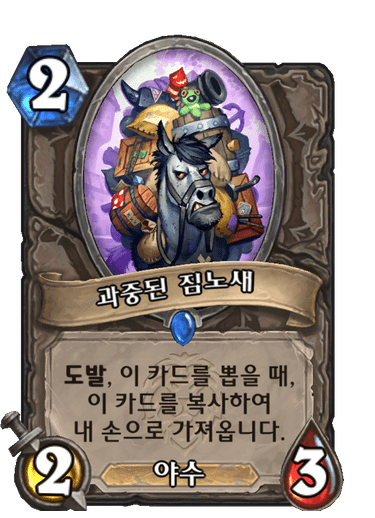 2
과중된 짐노새
도발, 이 카드를 뽑을 때,
이 카드를 복사하여
내 손으로 가져옵니다.
2
야수
3